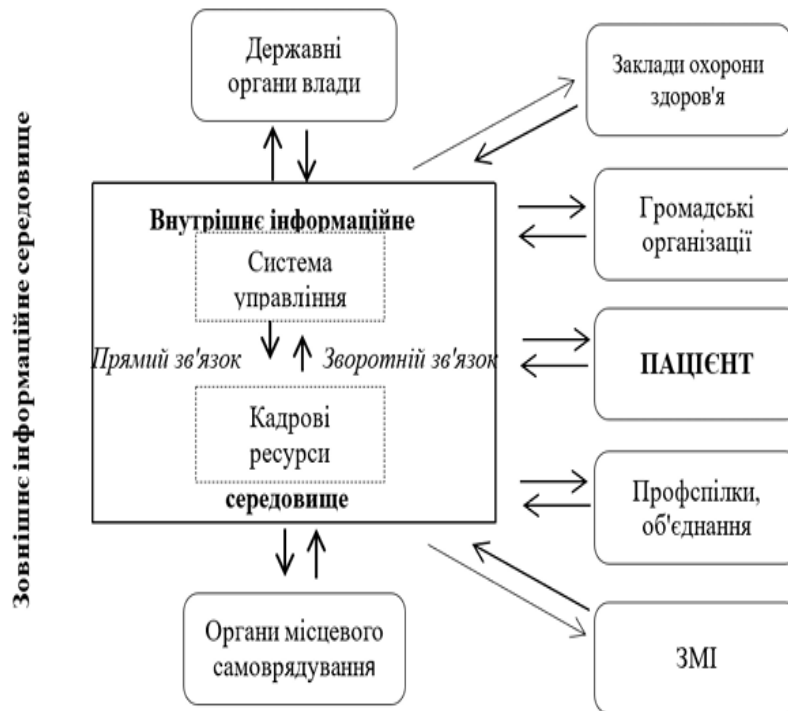 Зовнішнє інформаційне середовище
Державні
органи влади
Заклади охорони
здоров'я
Внутрішнє інформаційне
Система
управління
Прямий зв'язок
Зворотній зв'язок
Кадрові
ресурси
середовище
Громадські
організації
ПАЦІЄНТ
Профспілки,
об'єднання
Органи місцевого
самоврядування
ЗМІ